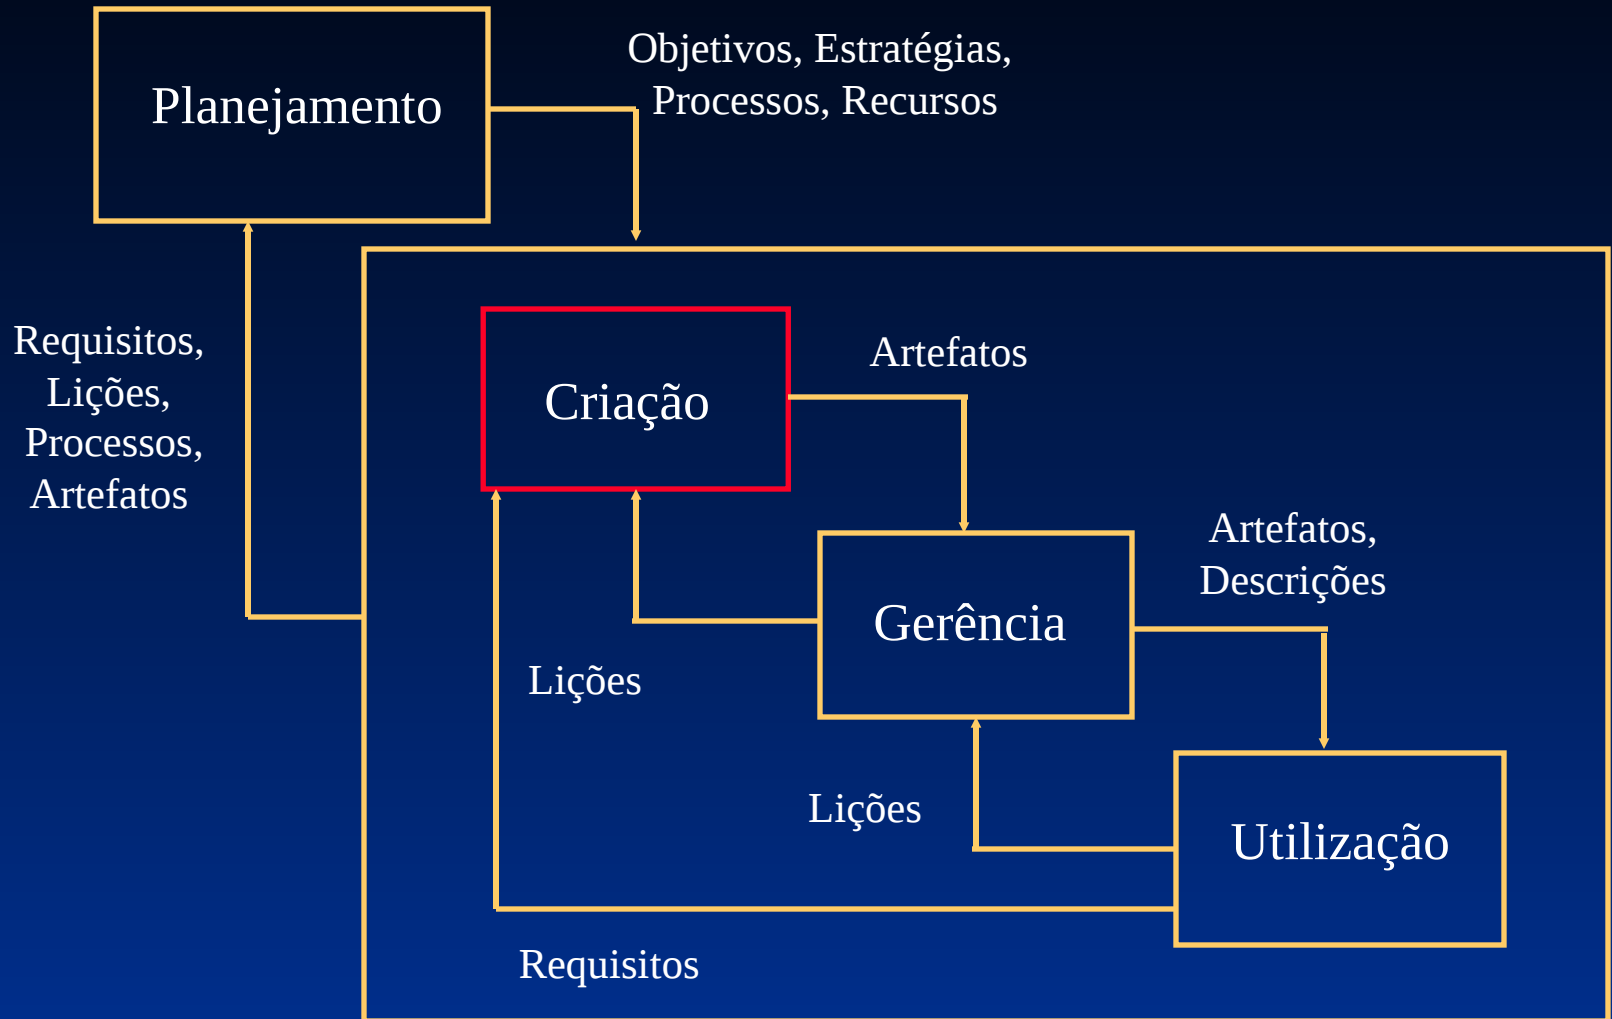 Planejamento
Objetivos, Estratégias,
Processos, Recursos
Requisitos,
Lições,
Processos,
Artefatos
Criação
Artefatos
Gerência
Artefatos,
Descrições
Lições
Lições
Utilização
Requisitos